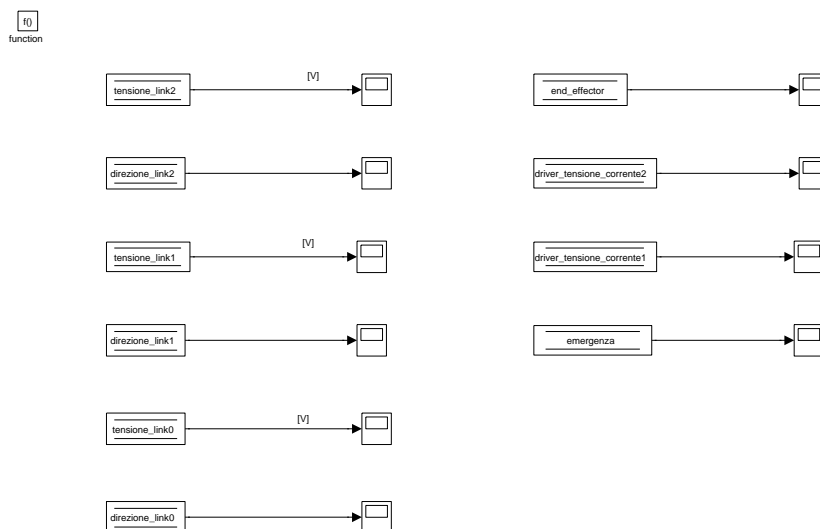 f()
function
[V]
tensione_link2
end_effector
direzione_link2
driver_tensione_corrente2
[V]
tensione_link1
driver_tensione_corrente1
direzione_link1
emergenza
[V]
tensione_link0
direzione_link0